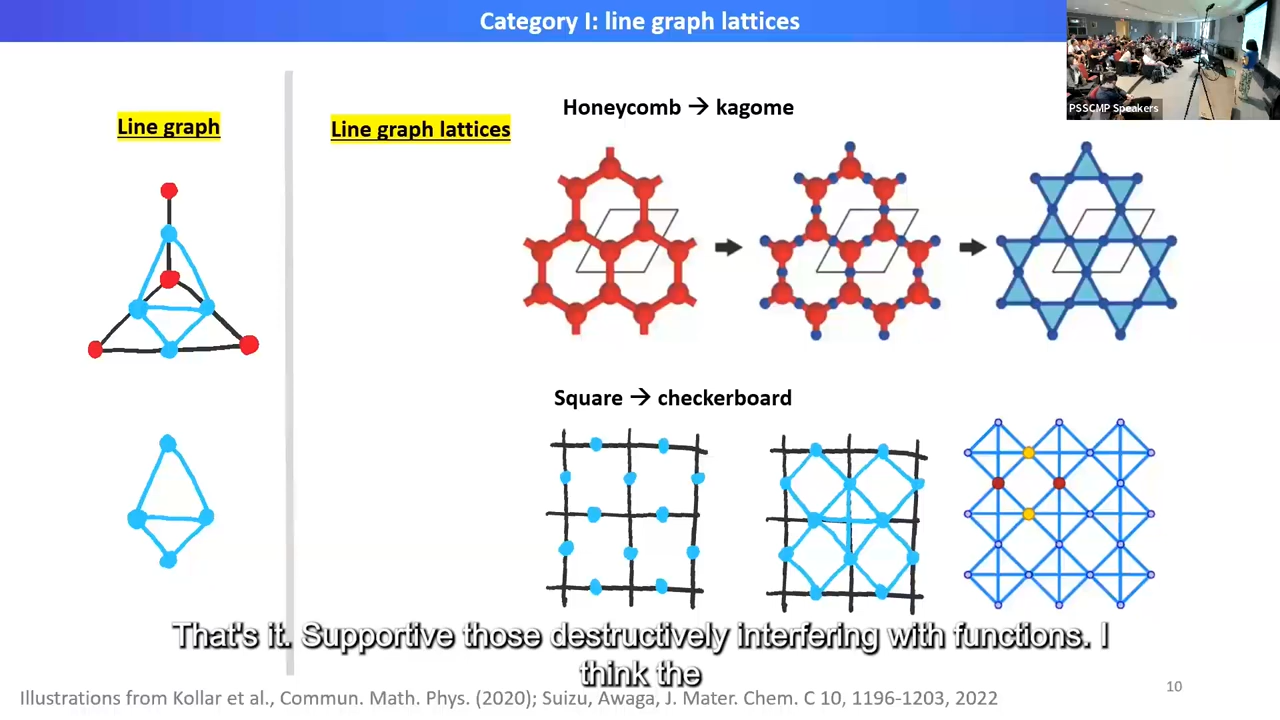 Category I: line graph lattices
PSSCMP Speakers
Line graph
Line graph lattices
Honeycomb → kagome
Square → checkerboard
That's it. Supportive those destructively interfering with functions. I
think the
Illustrations from Kollar et al., Commun. Math. Phys. (2020); Suizu, Awaga, J. Mater. Chem. C 10, 1196-1203, 2022
10